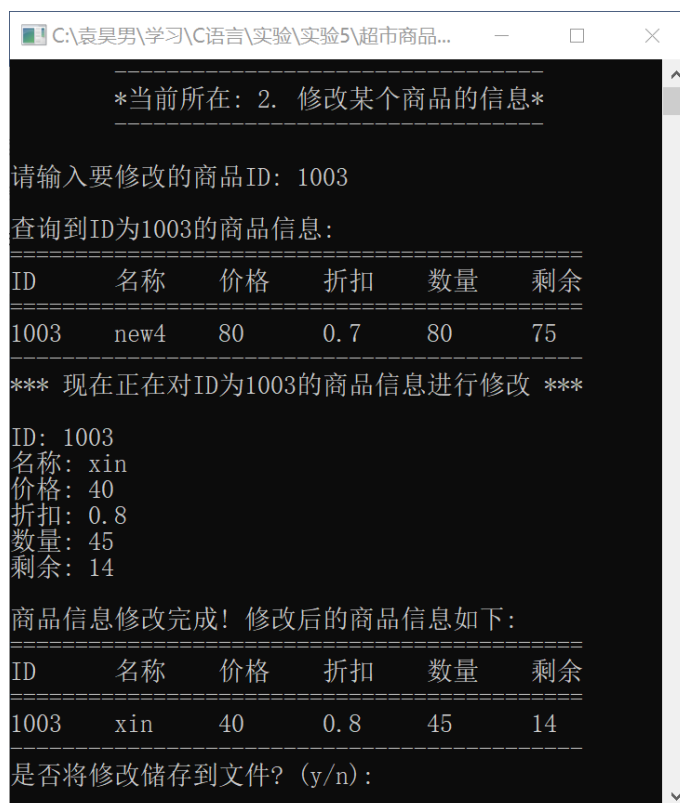 C:\袁昊男\学习\C语言\实验\实验5\超市商品...
----------------------------------
*当前所在: 2. 修改某个商品的信息*
----------------------------------
请输入要修改的商品ID: 1003
查询到ID为1003的商品信息:
============================================
ID 名称 价格 折扣 数量 剩余
============================================
1003 new4 80 0.7 80 75
--------------------------------------------
*** 现在正在对ID为1003的商品信息进行修改 ***
ID: 1003
名称: xin
价格: 40
折扣: 0.8
数量: 45
剩余: 14
商品信息修改完成! 修改后的商品信息如下:
============================================
ID 名称 价格 折扣 数量 剩余
============================================
1003 xin 40 0.8 45 14
--------------------------------------------
是否将修改储存到文件? (y/n):